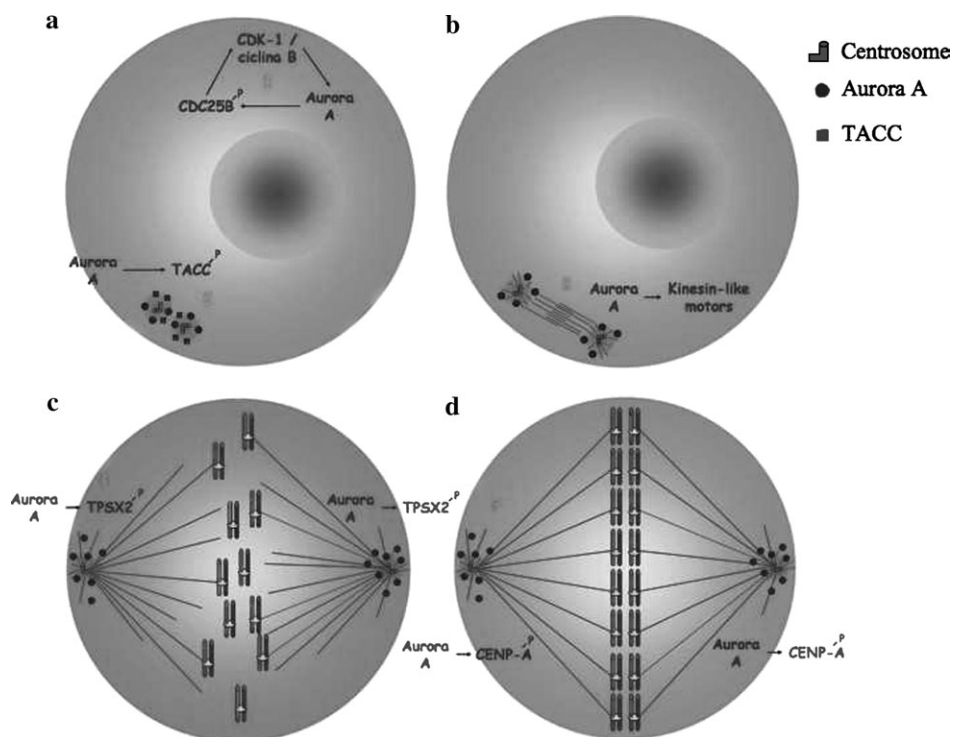 a
CDK-1 /
ciclina B
CDC25B P
Aurora
A
Aurora
A
TACC P
b
Aurora
A
Kinesin-like
motors
Centrosome
Aurora A
TACC
c
Aurora
A
TPSX2 P
Aurora
A
TPSX2 P
d
Aurora
A
CENP-A P
Aurora
A
CENP-A P